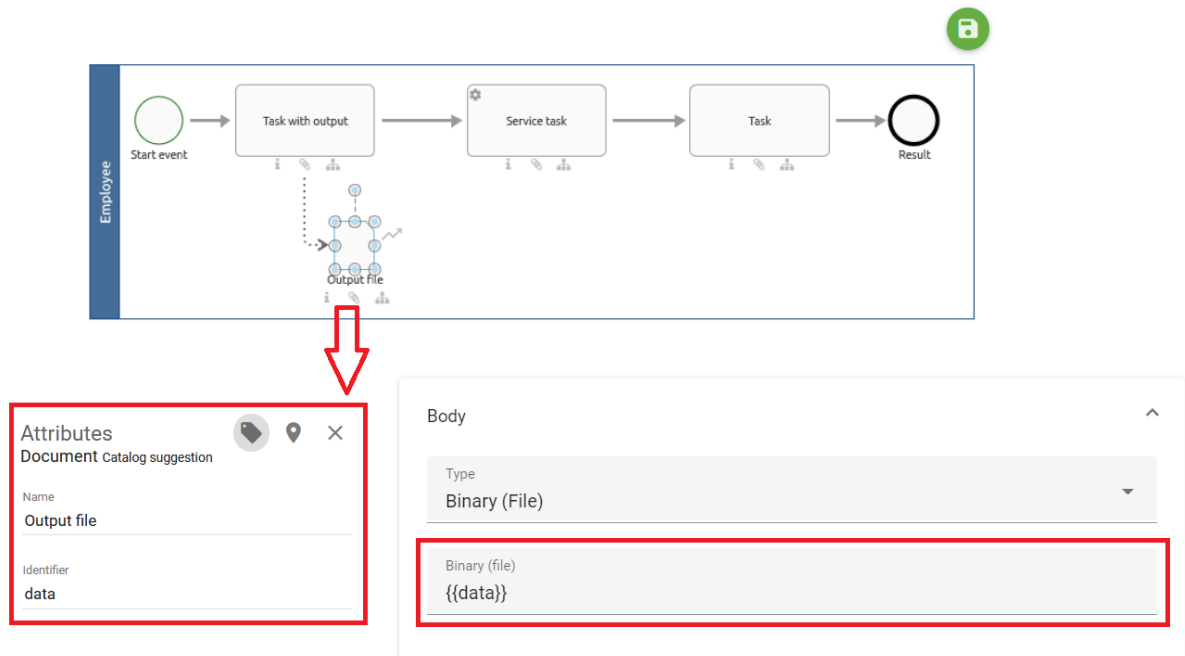 Employee
Start event
Task with output
Service task
Task
Result
Output file
Attributes
Document Catalog suggestion
Name
Output file
Identifier
data
Body
Type
Binary (File)
Binary (file)
{{data}}